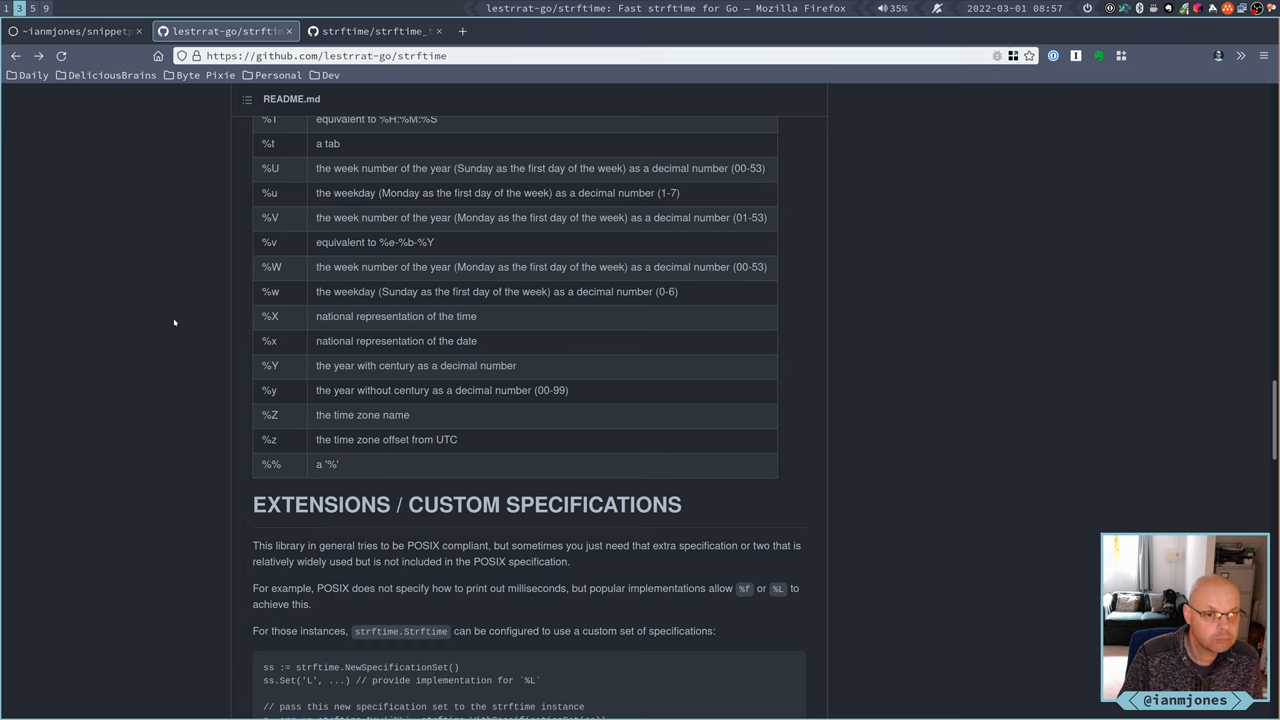 1 3 5 9 lestrrat-go/strftime: Fast strftime for Go — Mozilla Firefox 35% 2022-03-01 08:57
~ianmjones/snippetp lestrrat-go/strftim strftime/strftime_t
https://github.com/lestrrat-go/strftime
Daily DeliciousBrains Byte Pixie Personal Dev
README.md
%T equivalent to %H:%M:%S
%t a tab
%U the week number of the year (Sunday as the first day of the week) as a decimal number (00-53)
%u the weekday (Monday as the first day of the week) as a decimal number (1-7)
%V the week number of the year (Monday as the first day of the week) as a decimal number (01-53)
%v equivalent to %e-%b-%Y
%W the week number of the year (Monday as the first day of the week) as a decimal number (00-53)
%w the weekday (Sunday as the first day of the week) as a decimal number (0-6)
%X national representation of the time
%x national representation of the date
%Y the year with century as a decimal number
%y the year without century as a decimal number (00-99)
%Z the time zone name
%z the time zone offset from UTC
%% a '%'
EXTENSIONS / CUSTOM SPECIFICATIONS
This library in general tries to be POSIX compliant, but sometimes you just need that extra specification or two that is
relatively widely used but is not included in the POSIX specification.
For example, POSIX does not specify how to print out milliseconds, but popular implementations allow %f or %L to
achieve this.
For those instances, strftime.Strftime can be configured to use a custom set of specifications:
ss := strftime.NewSpecificationSet()
ss.Set('L', ...) // provide implementation for `%L`
// pass this new specification set to the strftime instance
@ianmjones